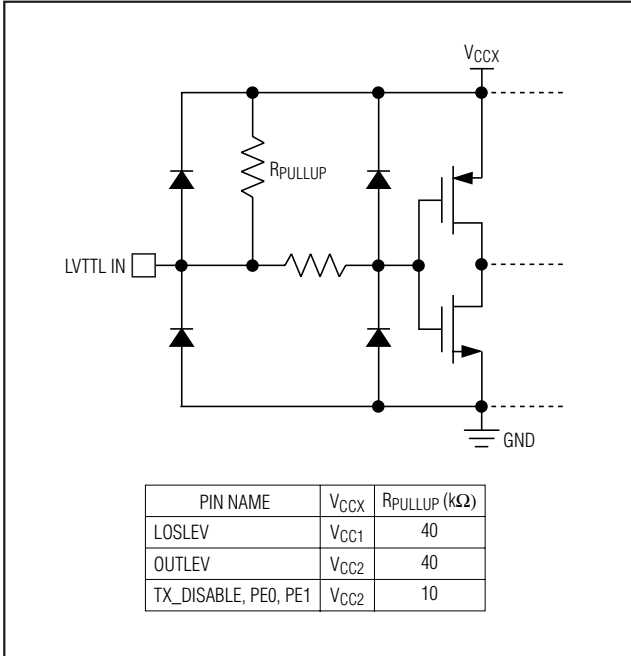 VCCX
RPULLUP
LVTTL IN
GND
PIN NAME VCCX RPULLUP (kΩ)
LOSLEV VCC1 40
OUTLEV VCC2 40
TX_DISABLE, PE0, PE1 VCC2 10